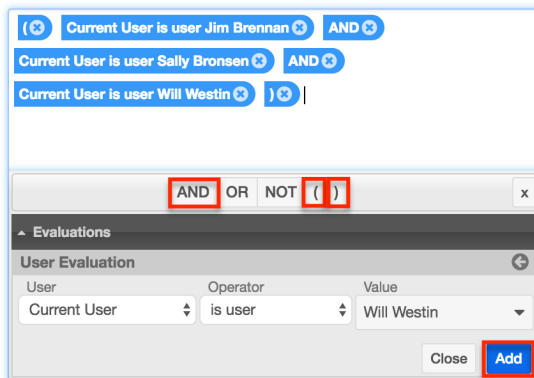 ( Current User is user Jim Brennan AND
Current User is user Sally Bronsen AND
Current User is user Will Westin )
AND OR NOT ( ) x
Evaluations
User Evaluation
User Operator Value
Current User is user Will Westin
Close Add